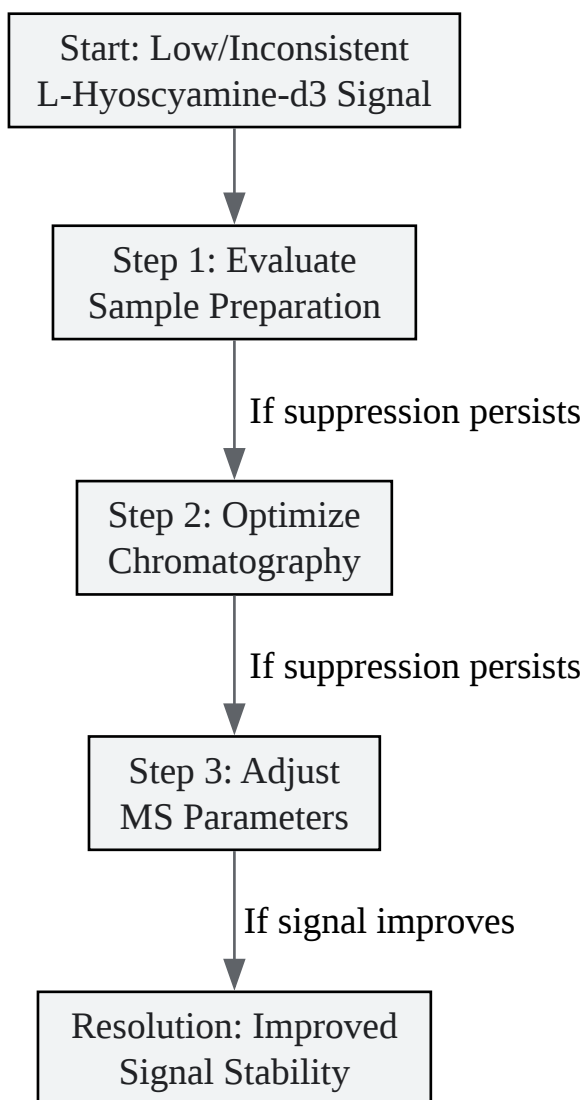 Start: Low/Inconsistent
L-Hyoscyamine-d3 Signal
Step 1: Evaluate
Sample Preparation
If suppression persists
Step 2: Optimize
Chromatography
If suppression persists
Step 3: Adjust
MS Parameters
If signal improves
Resolution: Improved
Signal Stability